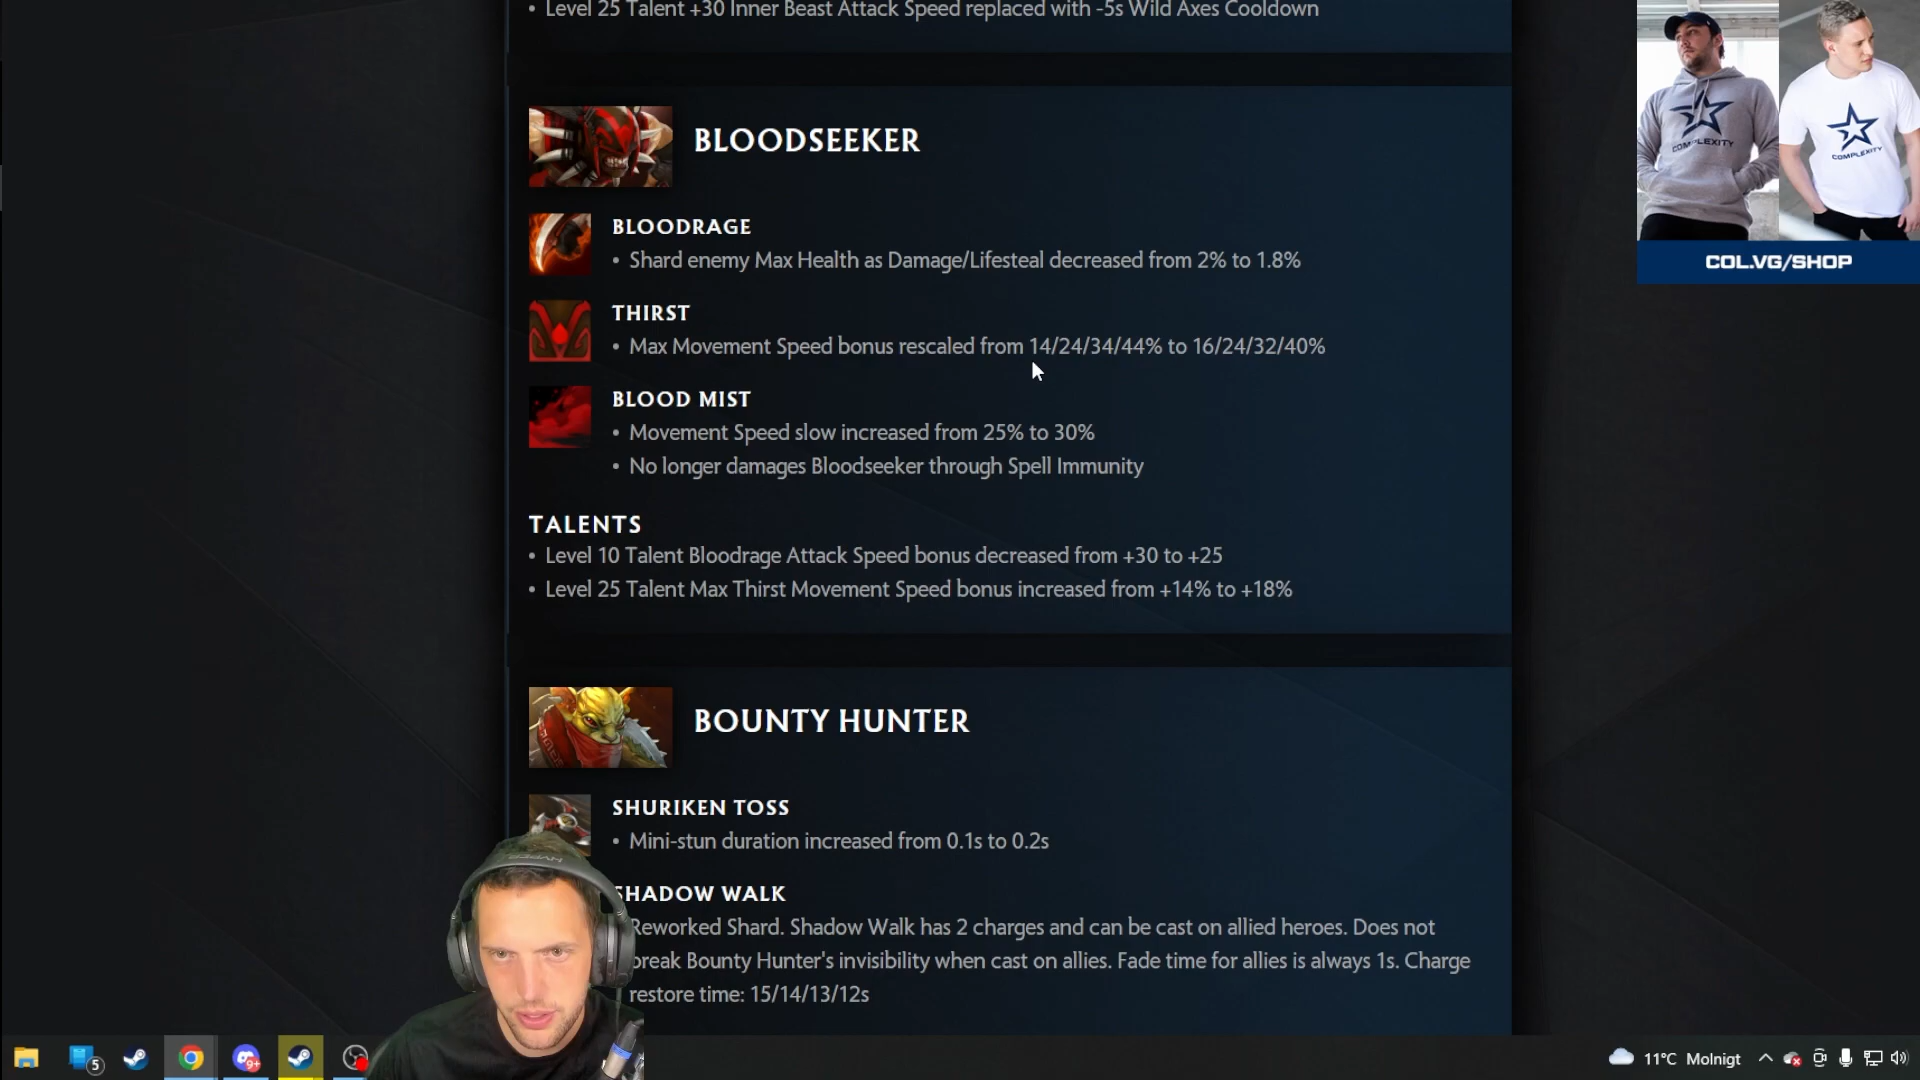 • Level 25 Talent +30 Inner Beast Attack Speed replaced with -5s Wild Axes Cooldown
BLOODSEEKER
BLOODRAGE
• Shard enemy Max Health as Damage/Lifesteal decreased from 2% to 1.8%
THIRST
• Max Movement Speed bonus rescaled from 14/24/34/44% to 16/24/32/40%
BLOOD MIST
• Movement Speed slow increased from 25% to 30%
• No longer damages Bloodseeker through Spell Immunity
TALENTS
• Level 10 Talent Bloodrage Attack Speed bonus decreased from +30 to +25
• Level 25 Talent Max Thirst Movement Speed bonus increased from +14% to +18%
BOUNTY HUNTER
SHURIKEN TOSS
• Mini-stun duration increased from 0.1s to 0.2s
SHADOW WALK
Reworked Shard. Shadow Walk has 2 charges and can be cast on allied heroes. Does not
break Bounty Hunter's invisibility when cast on allies. Fade time for allies is always 1s. Charge
restore time: 15/14/13/12s
COMPLEXITY
COMPLEXITY
COL.VG/SHOP
5
9+
11°C Molnigt